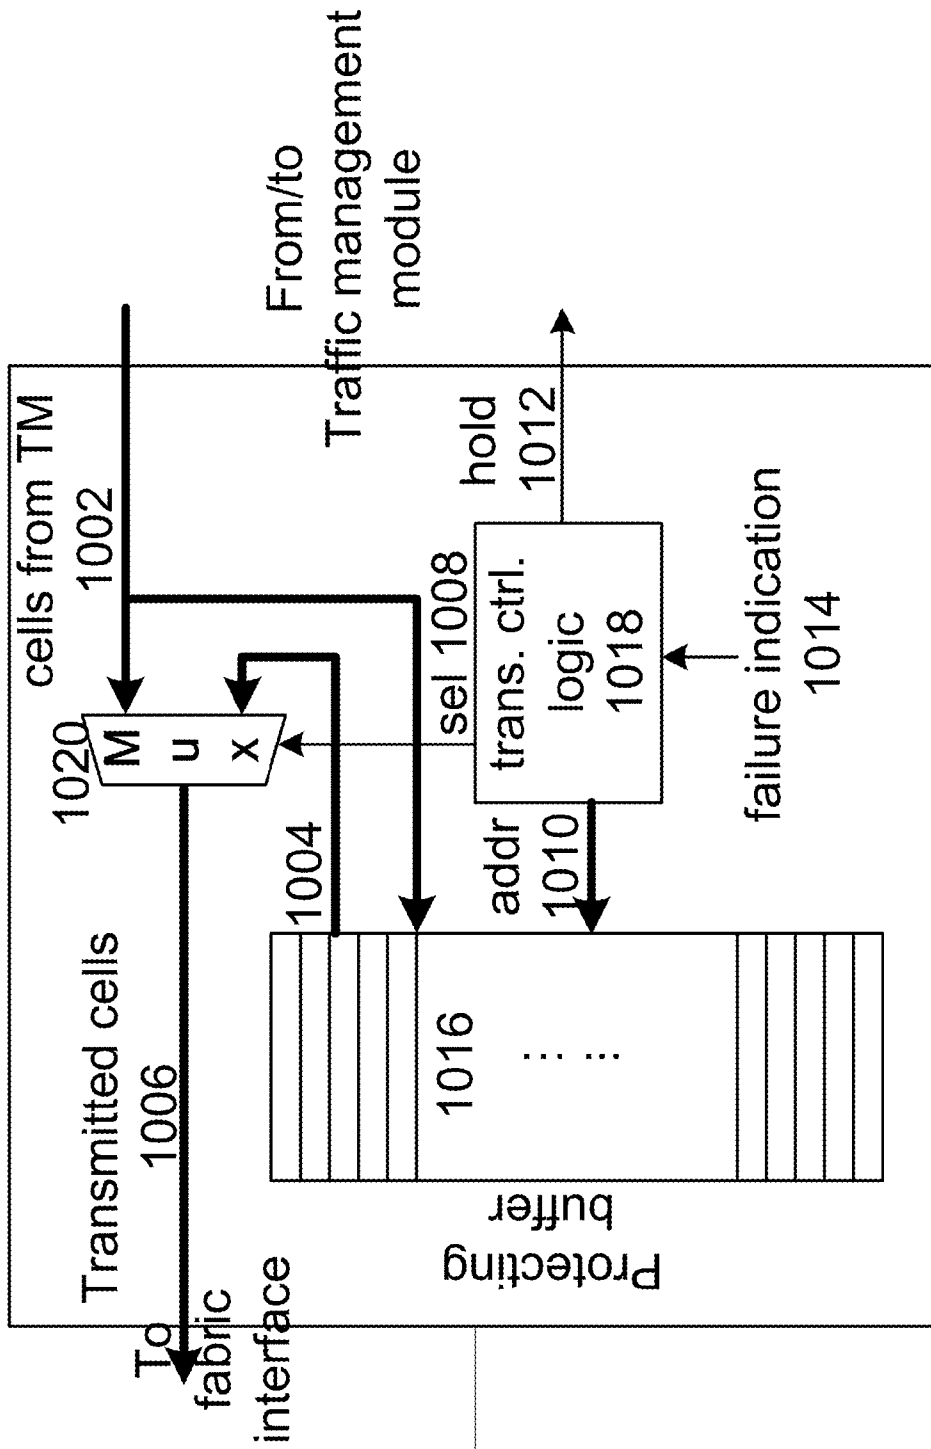 cells from TM
1002
From/to
Traffic management
module
1020
M
u
x
Transmitted cells
1006
To
fabric
interface
1004
sel 1008
hold
1012
trans. ctrl.
logic
1018
addr
1010
failure indication
1014
1016
... ...
Protecting
buffer